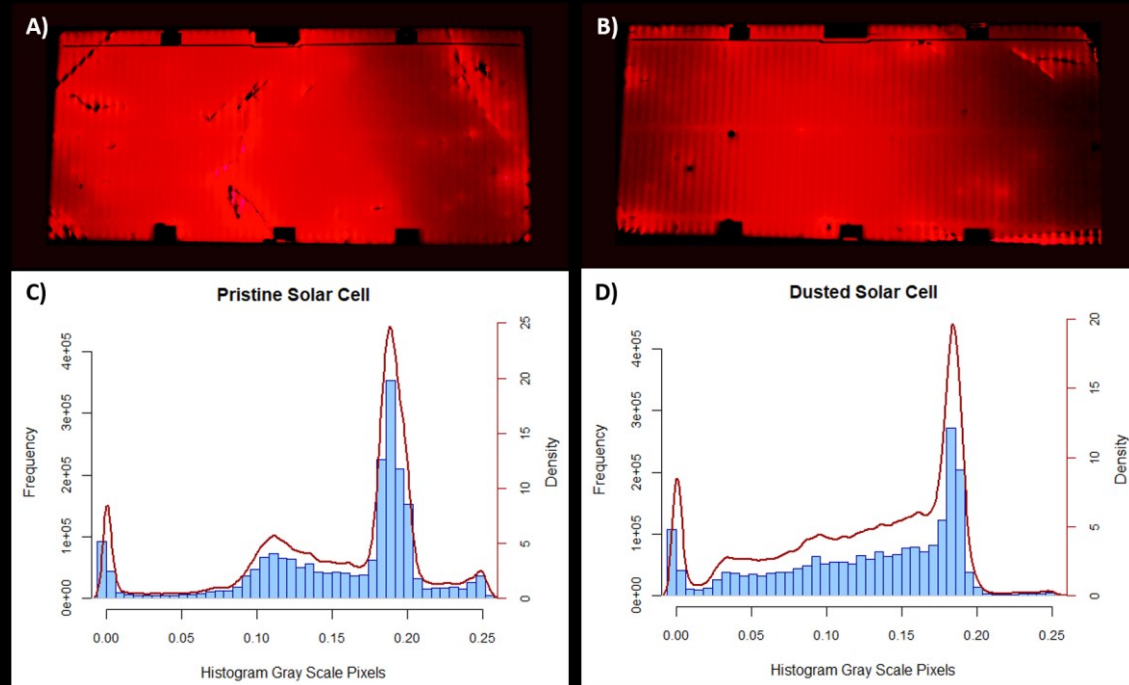 A)
B)
C)
Pristine Solar Cell
Frequency
0e+00 1e+05 2e+05 3e+05 4e+05
0 5 10 15 20 25
Density
0.00 0.05 0.10 0.15 0.20 0.25
Histogram Gray Scale Pixels
D)
Dusted Solar Cell
Frequency
0e+00 1e+05 2e+05 3e+05 4e+05
0 5 10 15 20
Density
0.00 0.05 0.10 0.15 0.20 0.25
Histogram Gray Scale Pixels